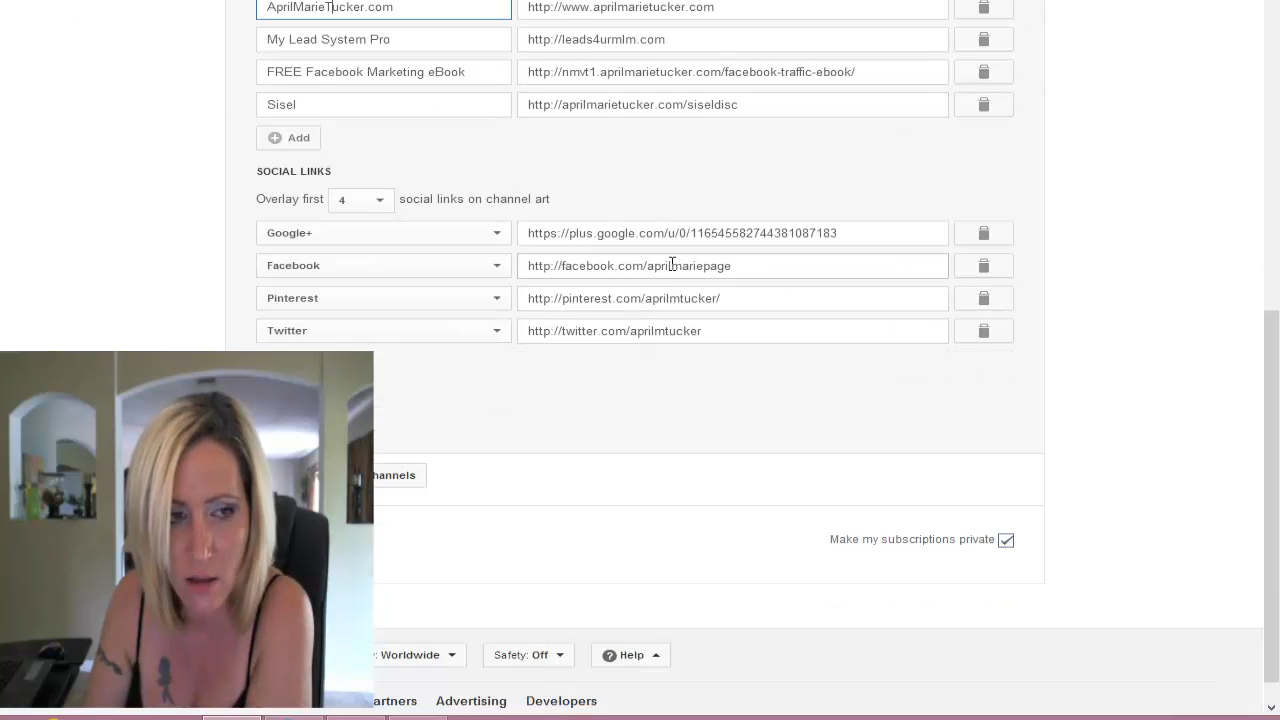 AprilMarieTucker.com http://www.aprilmarietucker.com
My Lead System Pro http://leads4urmlm.com
FREE Facebook Marketing eBook http://nmvt1.aprilmarietucker.com/facebook-traffic-ebook/
Sisel http://aprilmarietucker.com/siseldisc
Add
SOCIAL LINKS
Overlay first 4 social links on channel art
Google+ https://plus.google.com/u/0/116545582744381087183
Facebook http://facebook.com/aprilmariepage
Pinterest http://pinterest.com/aprilmtucker/
Twitter http://twitter.com/aprilmtucker
hannels
Make my subscriptions private
: Worldwide Safety: Off Help
artners Advertising Developers